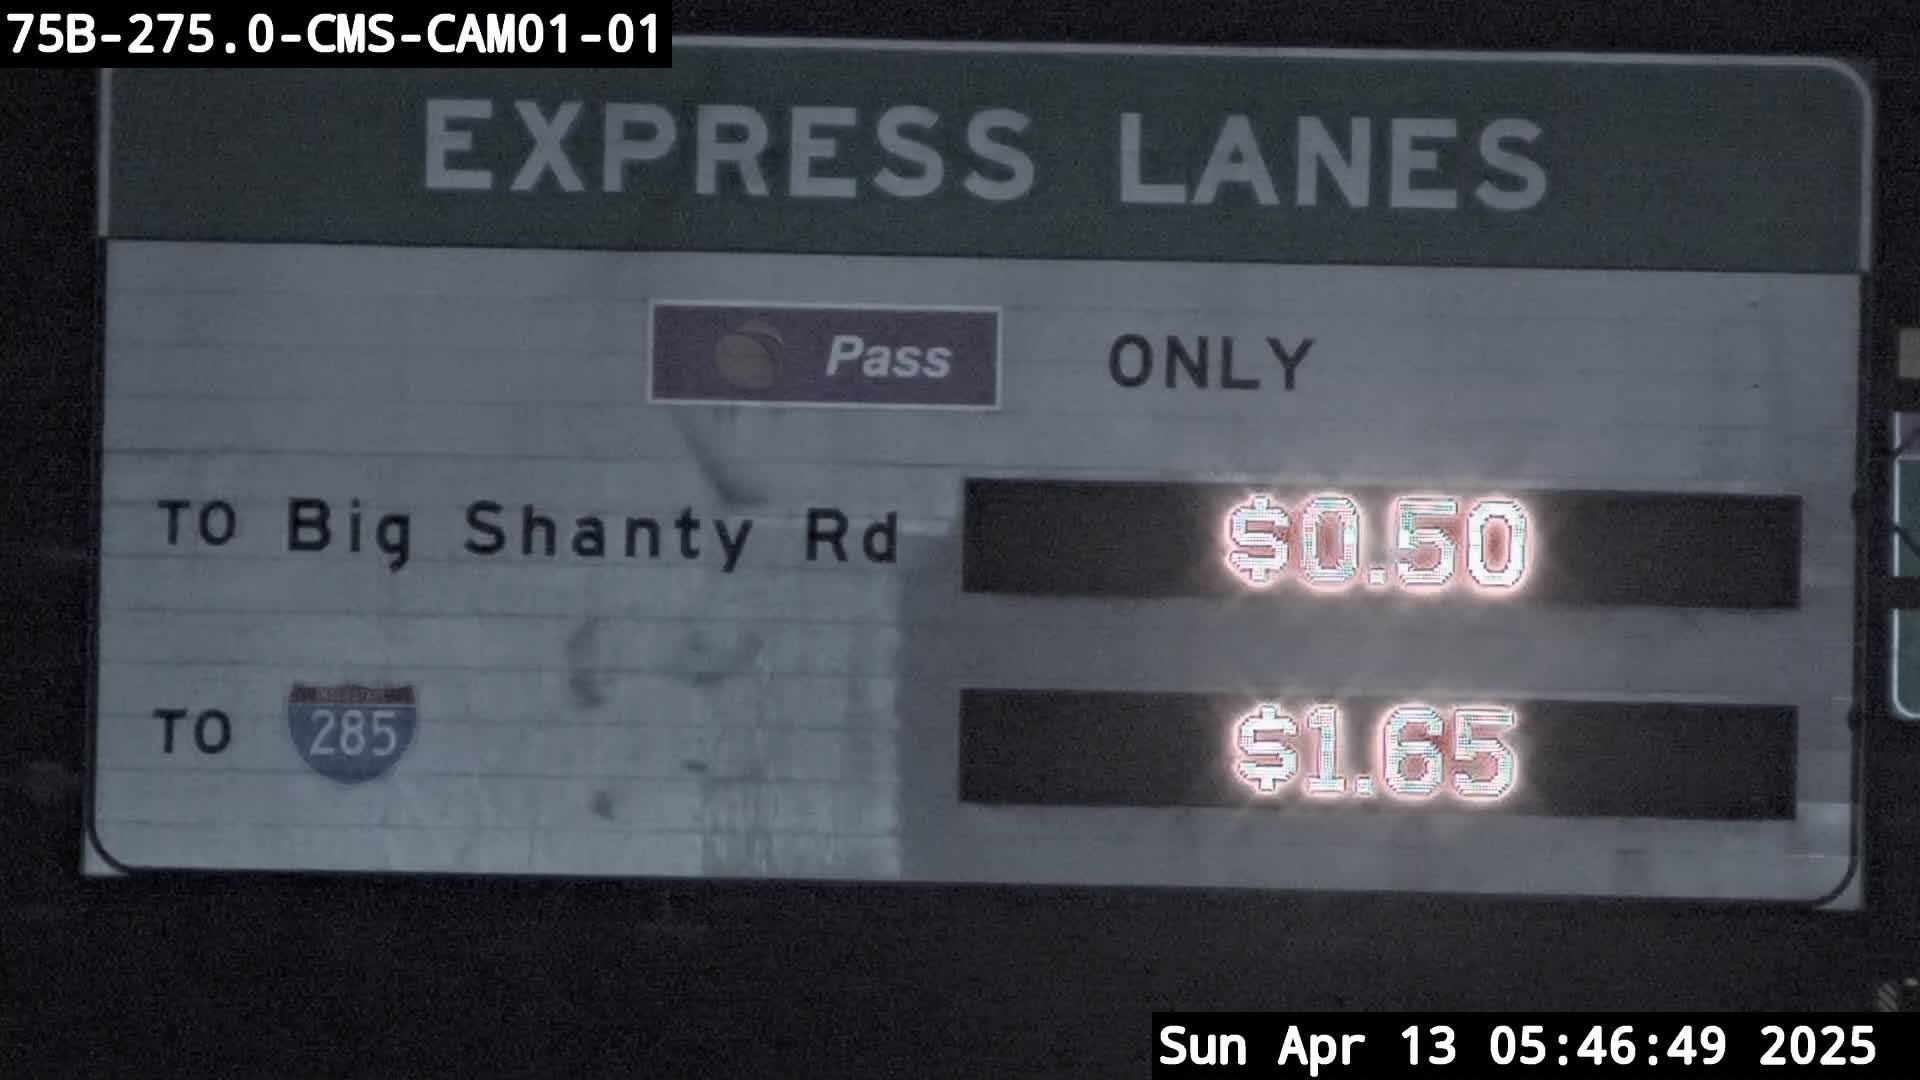 75B-275.0-CMS-CAM01-01
EXPRESS LANES
Pass ONLY
TO Big Shanty Rd $0.50
TO 285 $1.65
Sun Apr 13 05:46:49 2025